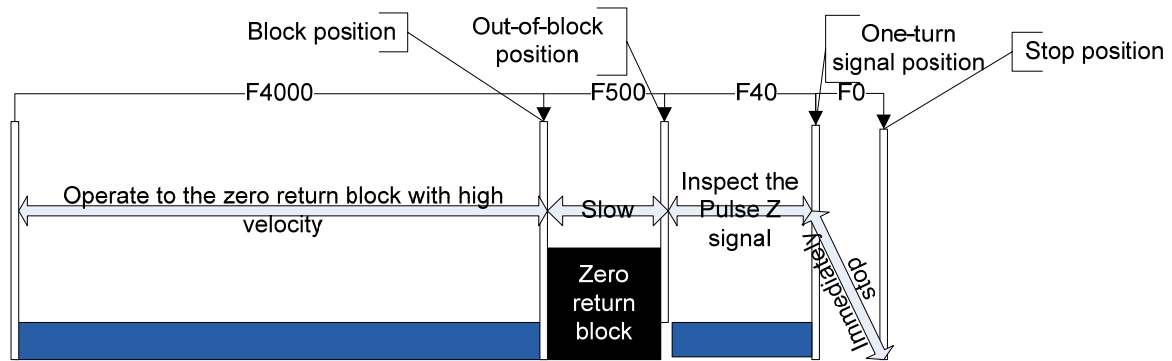 Block position
Out-of-block
position
One-turn
signal position
Stop position
F4000
F500
F40
F0
Operate to the zero return block with high
velocity
Slow
Inspect the
Pulse Z
signal
Immediately
stop
Zero
return
block